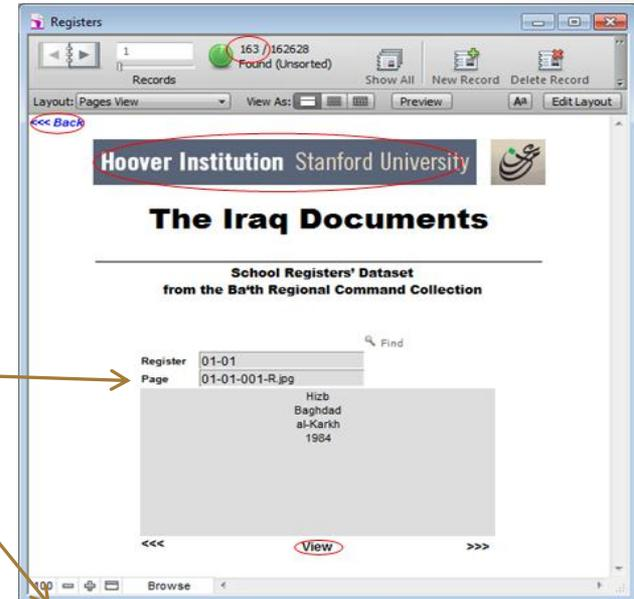 Registers
1
163 / 162628
Found (Unsorted)
Records
Show All
New Record
Delete Record
Layout: Pages View
View As:
Preview
Aa
Edit Layout
<<< Back
Hoover Institution Stanford University
The Iraq Documents
School Registers' Dataset
from the Ba‘th Regional Command Collection
Find
Register 01-01
Page 01-01-001-R.jpg
Hizb
Baghdad
al-Karkh
1984
<<<
View
>>>
100
Browse